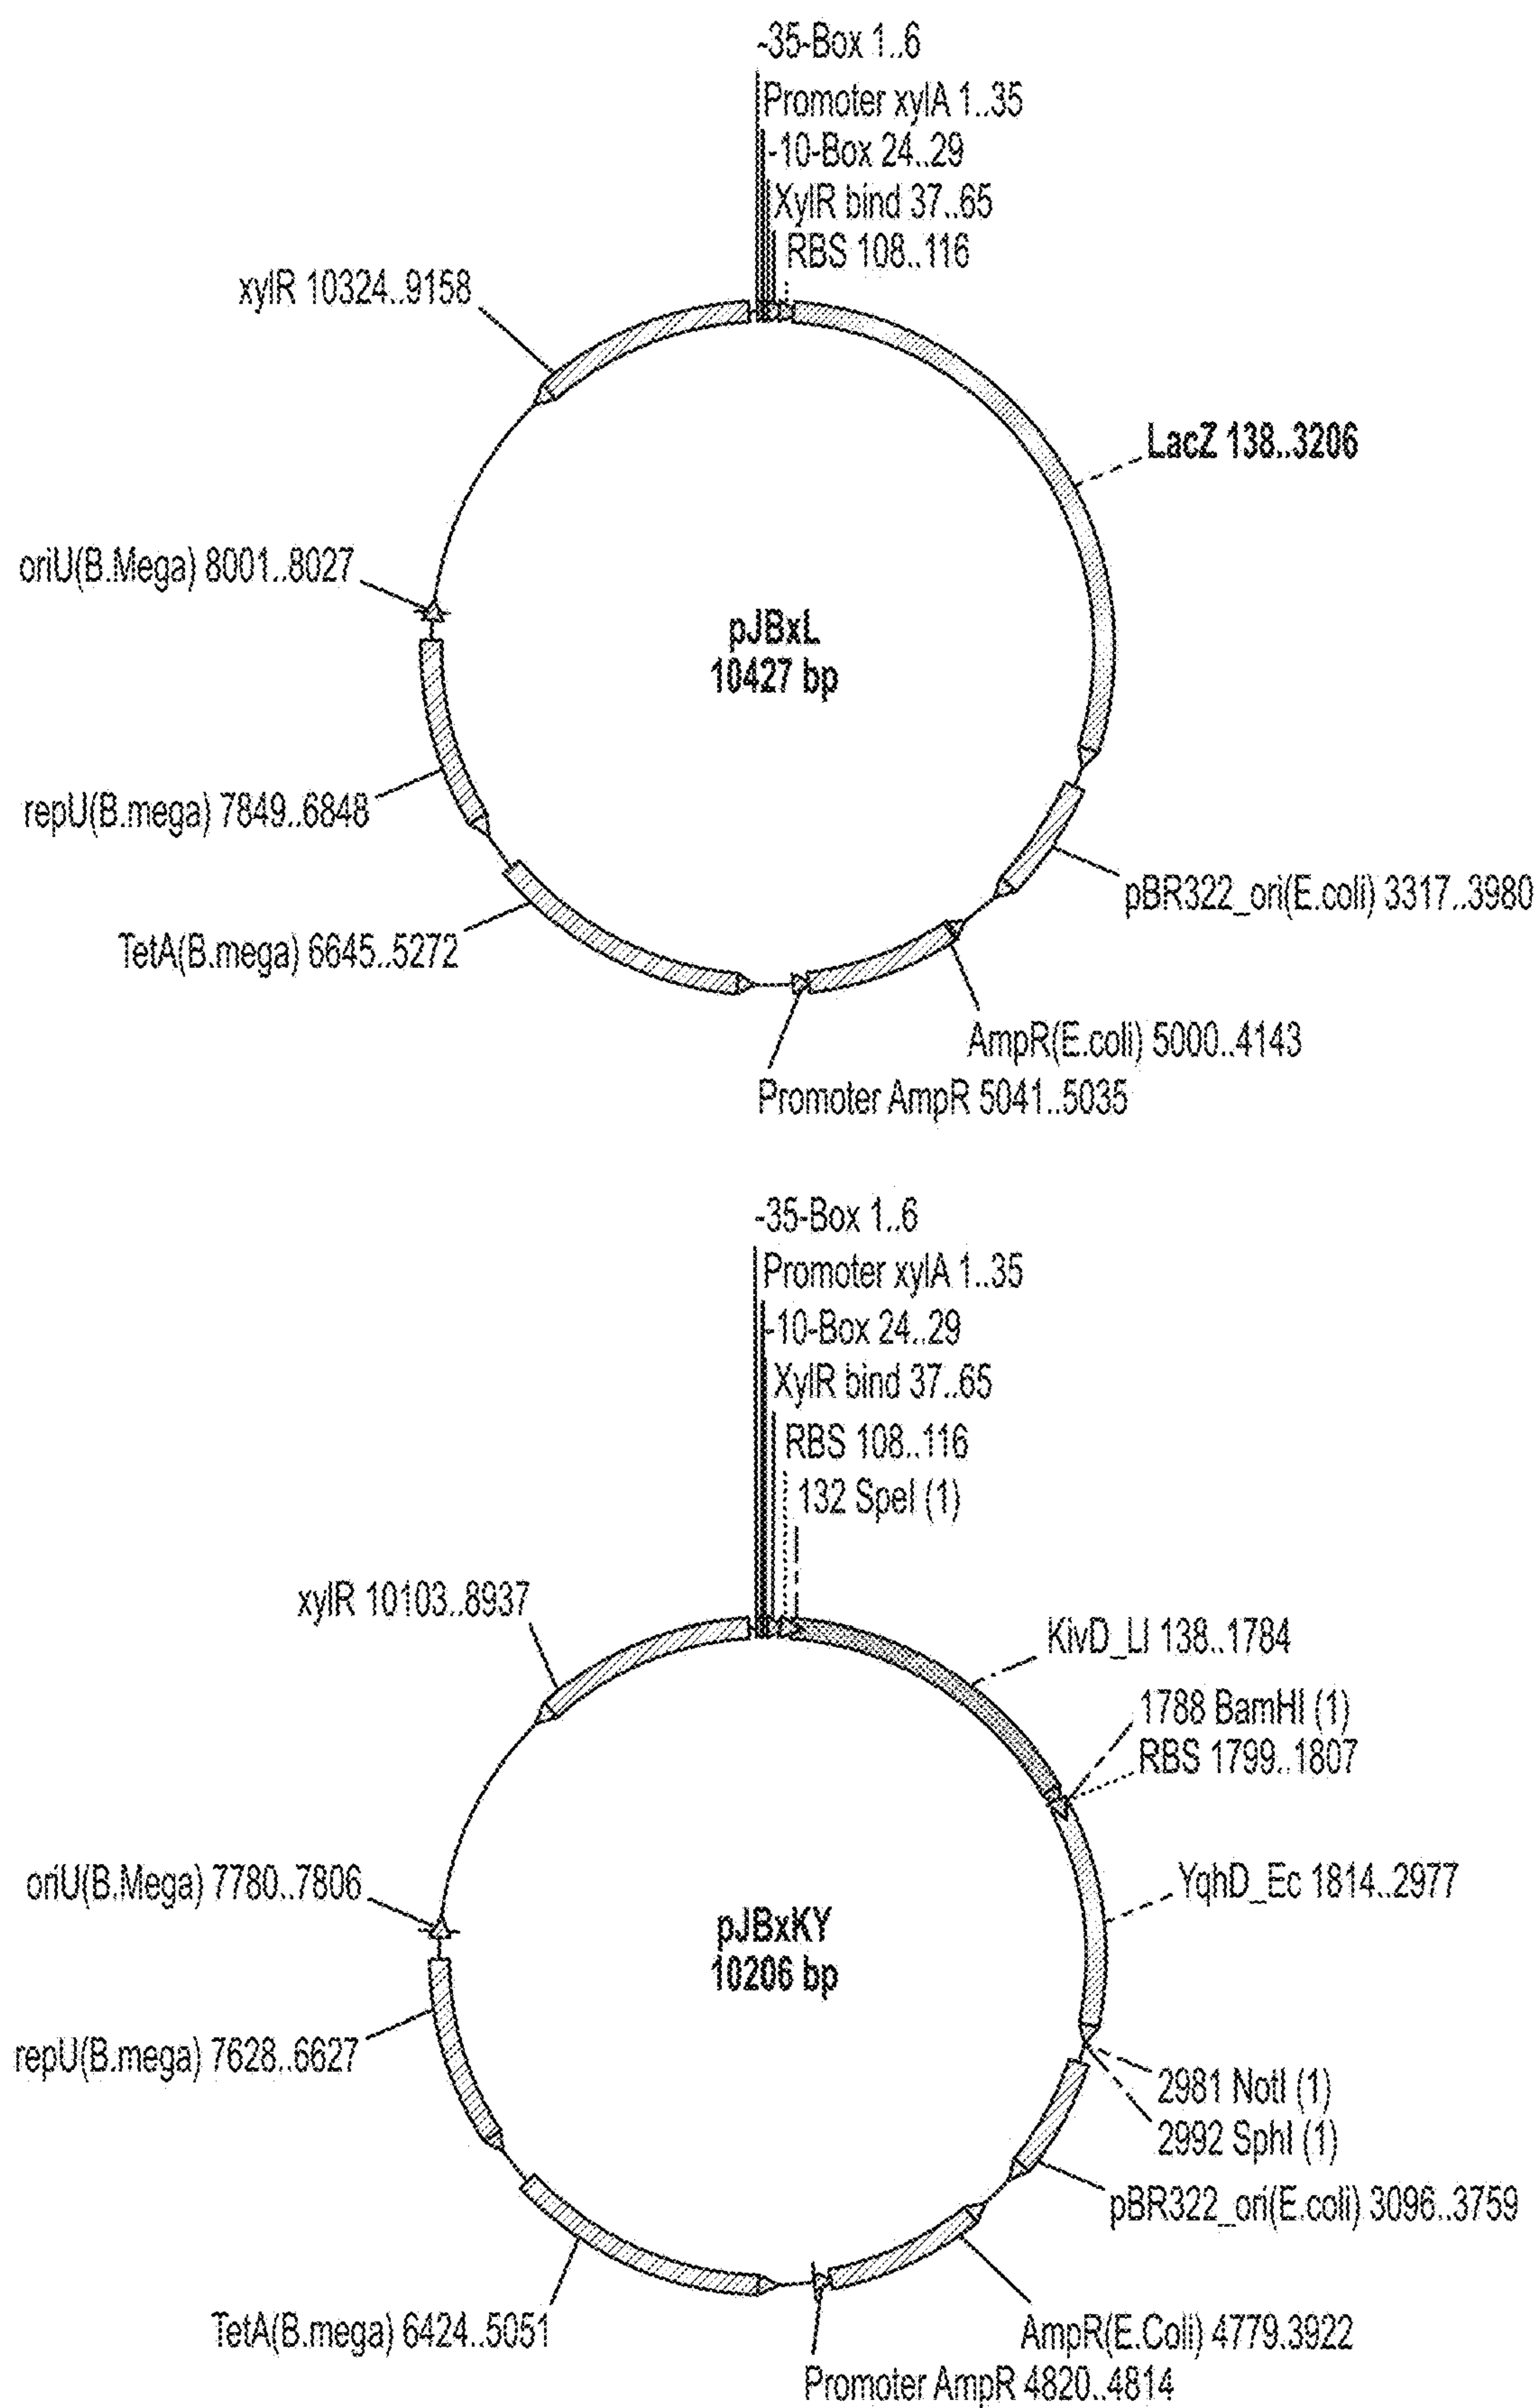 -35-Box 1..6
Promoter xylA 1..35
-10-Box 24..29
XylR bind 37..65
RBS 108..116
xylR 10324..9158
LacZ 138..3206
oriU(B.Mega) 8001..8027
pJBxL
10427 bp
repU(B.mega) 7849..6848
pBR322_ori(E.coli) 3317..3980
TetA(B.mega) 6645..5272
AmpR(E.coli) 5000..4143
Promoter AmpR 5041..5035
-35-Box 1..6
Promoter xylA 1..35
-10-Box 24..29
XylR bind 37..65
RBS 108..116
132 SpeI (1)
xylR 10103..8937
KivD_Ll 138..1784
1788 BamHI (1)
RBS 1799..1807
oriU(B.Mega) 7780..7806
YqhD_Ec 1814..2977
pJBxKY
10206 bp
repU(B.mega) 7628..6627
2981 NotI (1)
2992 SphI (1)
pBR322_ori(E.coli) 3096..3759
TetA(B.mega) 6424..5051
AmpR(E.Coli) 4779.3922
Promoter AmpR 4820..4814